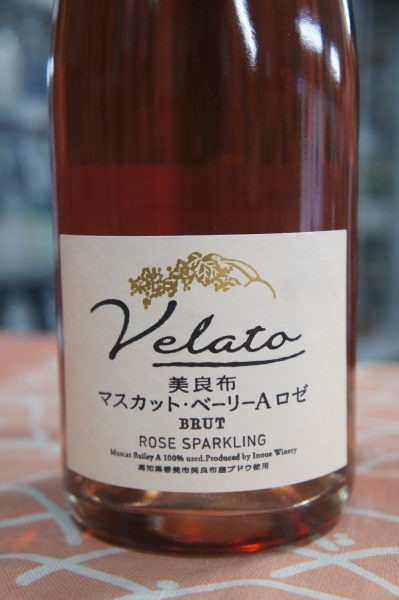 Velato
美良布
マスカット・ベーリーA ロゼ
BRUT
ROSE SPARKLING
Muscat Bailey A 100% used.Produced by Inoue Winery
高知県香美市美良布産ブドウ使用